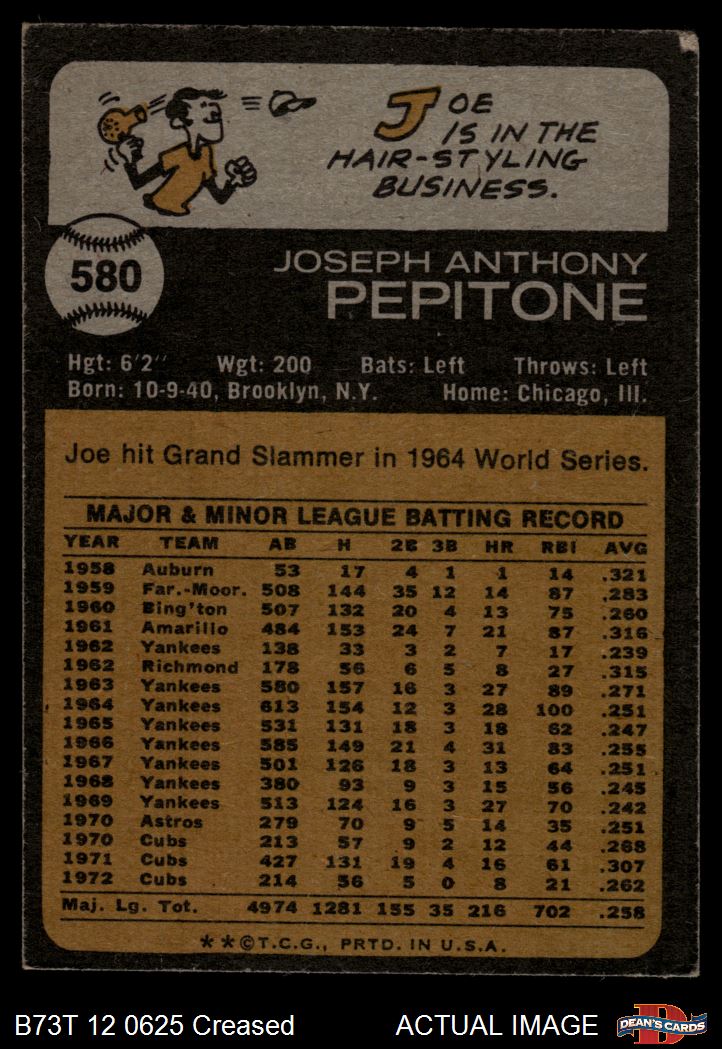 JOE
IS IN THE
HAIR-STYLING
BUSINESS.
580
JOSEPH ANTHONY
PEPITONE
Hgt: 6'2" Wgt: 200 Bats: Left Throws: Left
Born: 10-9-40, Brooklyn, N.Y. Home: Chicago, Ill.
Joe hit Grand Slammer in 1964 World Series.
MAJOR & MINOR LEAGUE BATTING RECORD
YEAR TEAM AB H 2B 3B HR RBI AVG
1958 Auburn 53 17 4 1 1 14 .321
1959 Far.-Moor. 508 144 35 12 14 87 .283
1960 Bing'ton 507 132 20 4 13 75 .260
1961 Amarillo 484 153 24 7 21 87 .316
1962 Yankees 138 33 3 2 7 17 .239
1962 Richmond 178 56 6 5 8 27 .315
1963 Yankees 580 157 16 3 27 89 .271
1964 Yankees 613 154 12 3 28 100 .251
1965 Yankees 531 131 18 3 18 62 .247
1966 Yankees 585 149 21 4 31 83 .255
1967 Yankees 501 126 18 3 13 64 .251
1968 Yankees 380 93 9 3 15 56 .245
1969 Yankees 513 124 16 3 27 70 .242
1970 Astros 279 70 9 5 14 35 .251
1970 Cubs 213 57 9 2 12 44 .268
1971 Cubs 427 131 19 4 16 61 .307
1972 Cubs 214 56 5 0 8 21 .262
Maj. Lg. Tot. 4974 1281 155 35 216 702 .258
**©T.C.G., PRTD. IN U.S.A.
B73T 12 0625 Creased ACTUAL IMAGE
D
DEAN'S CARDS